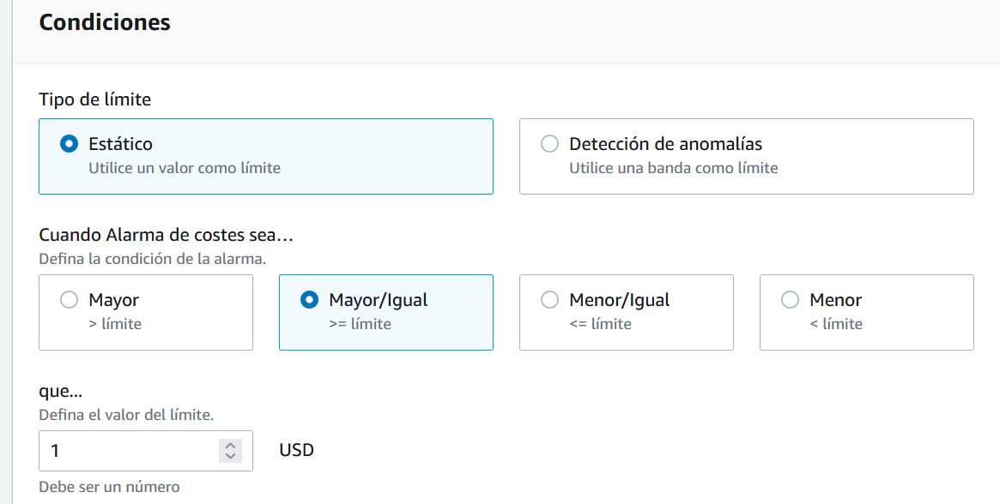 Condiciones
Tipo de límite
Estático
Utilice un valor como límite
Detección de anomalías
Utilice una banda como límite
Cuando Alarma de costes sea...
Defina la condición de la alarma.
Mayor
> límite
Mayor/Igual
>= límite
Menor/Igual
<= límite
Menor
< límite
que...
Defina el valor del límite.
1 USD
Debe ser un número